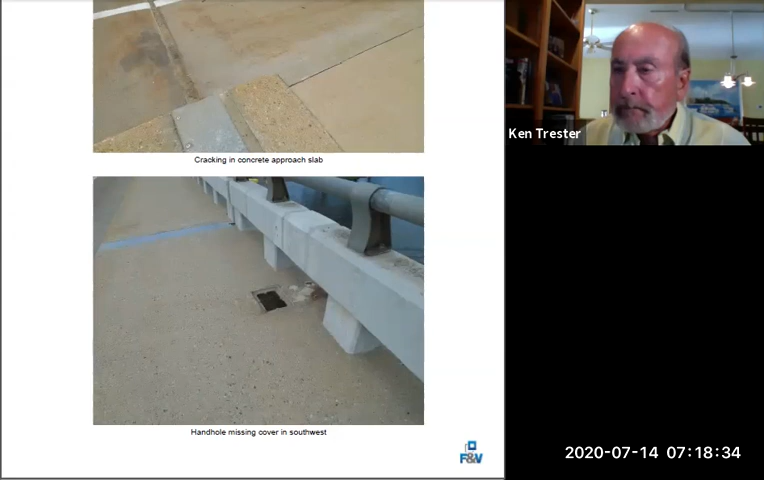 Ken Trester
Cracking in concrete approach slab
Handhole missing cover in southwest
F&V
2020-07-14 07:18:34